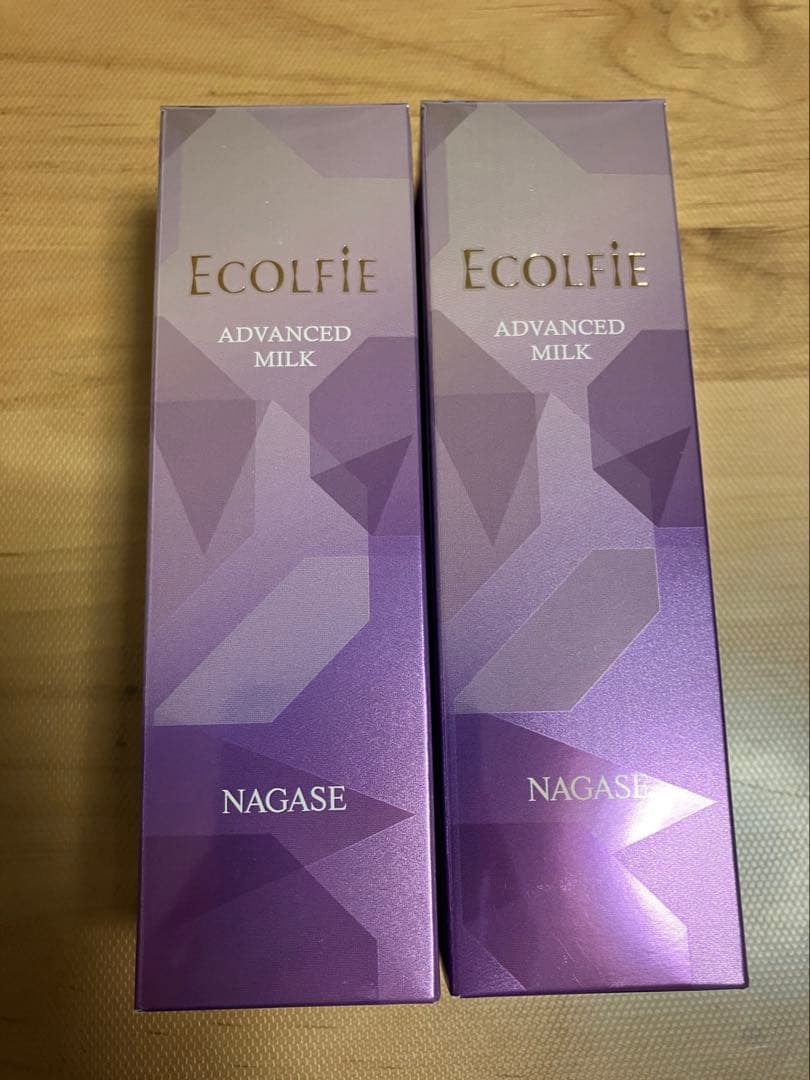 ECOLFiE
ADVANCED
MILK
NAGASE
ECOLFiE
ADVANCED
MILK
NAGASE